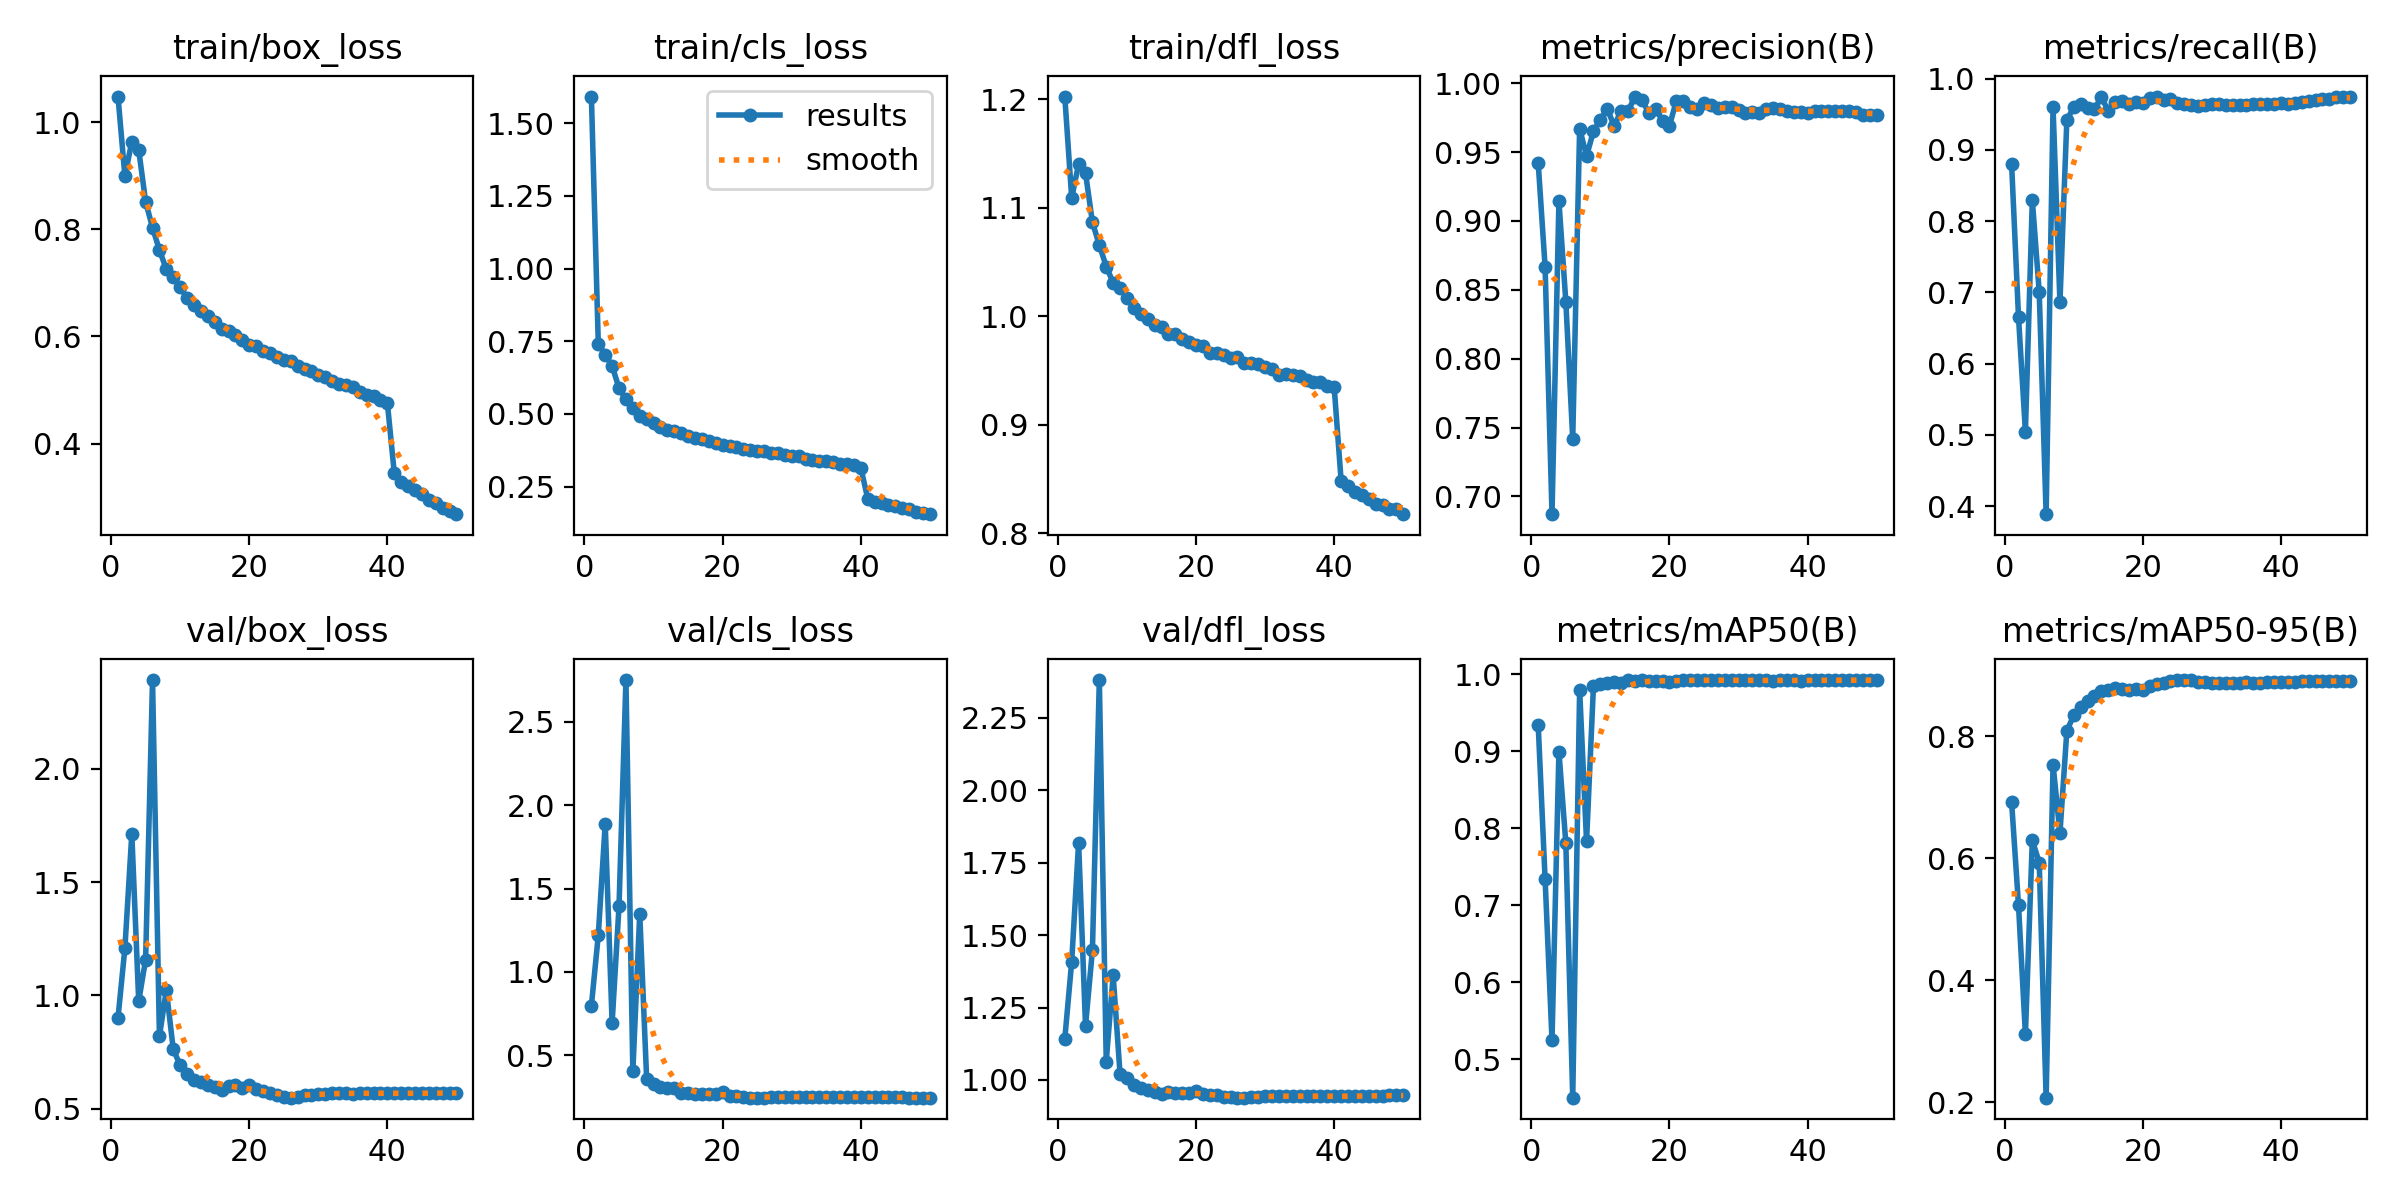 train/box_loss
1.0
0.8
0.6
0.4
0 20 40
train/cls_loss
results
smooth
1.50
1.25
1.00
0.75
0.50
0.25
0 20 40
train/dfl_loss
1.2
1.1
1.0
0.9
0.8
0 20 40
metrics/precision(B)
1.00
0.95
0.90
0.85
0.80
0.75
0.70
0 20 40
metrics/recall(B)
1.0
0.9
0.8
0.7
0.6
0.5
0.4
0 20 40
val/box_loss
2.0
1.5
1.0
0.5
0 20 40
val/cls_loss
2.5
2.0
1.5
1.0
0.5
0 20 40
val/dfl_loss
2.25
2.00
1.75
1.50
1.25
1.00
0 20 40
metrics/mAP50(B)
1.0
0.9
0.8
0.7
0.6
0.5
0 20 40
metrics/mAP50-95(B)
0.8
0.6
0.4
0.2
0 20 40